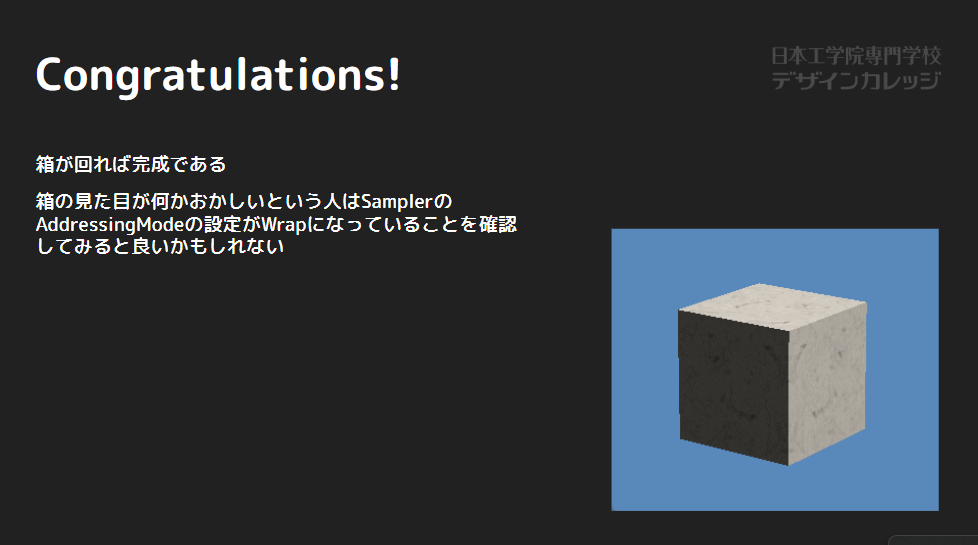 日本工学院専門学校
デザインカレッジ
Congratulations!
箱が回れば完成である
箱の見た目が何かおかしいという人はSamplerの
AddressingModeの設定がWrapになっていることを確認
してみると良いかもしれない